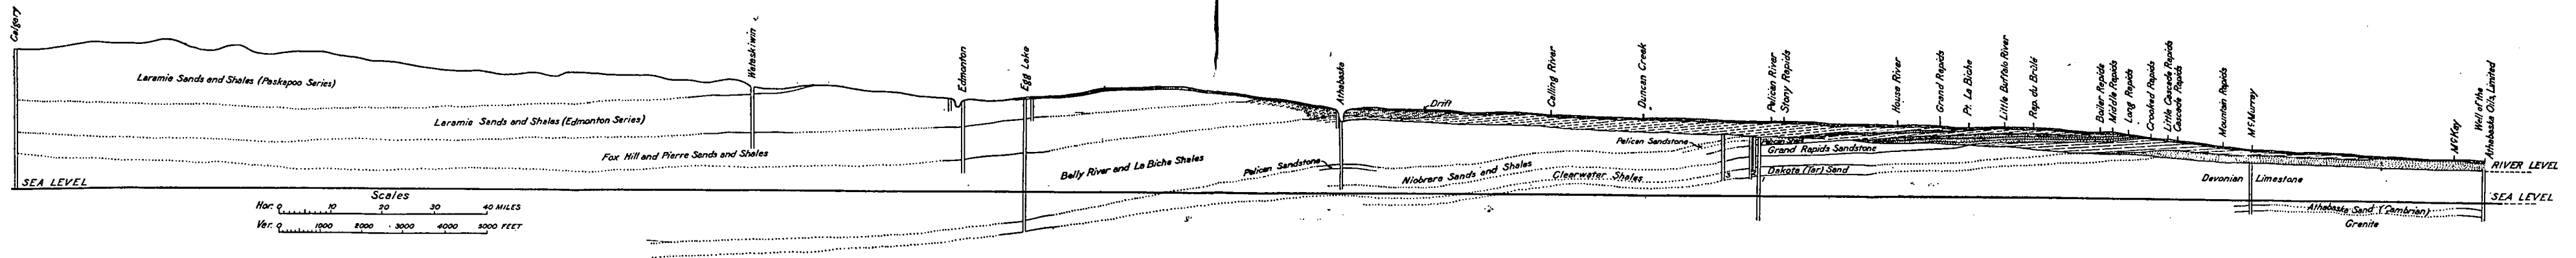 Calgary
Wetaskiwin
Edmonton
Egg Lake
Athabaska
Calling River
Duncan Creek
Pelican River
Stony Rapids
House River
Grand Rapids
Pt. La Biche
Little Buffalo River
Rap. du Brûlé
Boiler Rapids
Middle Rapids
Long Rapids
Crooked Rapids
Little Cascade Rapids
Cascade Rapids
Mountain Rapids
McMurray
McKay
Well of the
Athabaska Oils, Limited
Laramie Sands and Shales (Paskapoo Series)
Laramie Sands and Shales (Edmonton Series)
Fox Hill and Pierre Sands and Shales
Belly River and La Biche Shales
Drift
Pelican Sandstone
Pelican Sandstone
Niobrara Sands and Shales
Clearwater Shales
Pelican Shale
Grand Rapids Sandstone
Dakota (Tar) Sand
Devonian Limestone
RIVER LEVEL
SEA LEVEL
SEA LEVEL
Athabaska Sand (Cambrian)
Granite
Scales
Hor. 0 10 20 30 40 MILES
Ver. 0 1000 2000 3000 4000 5000 FEET